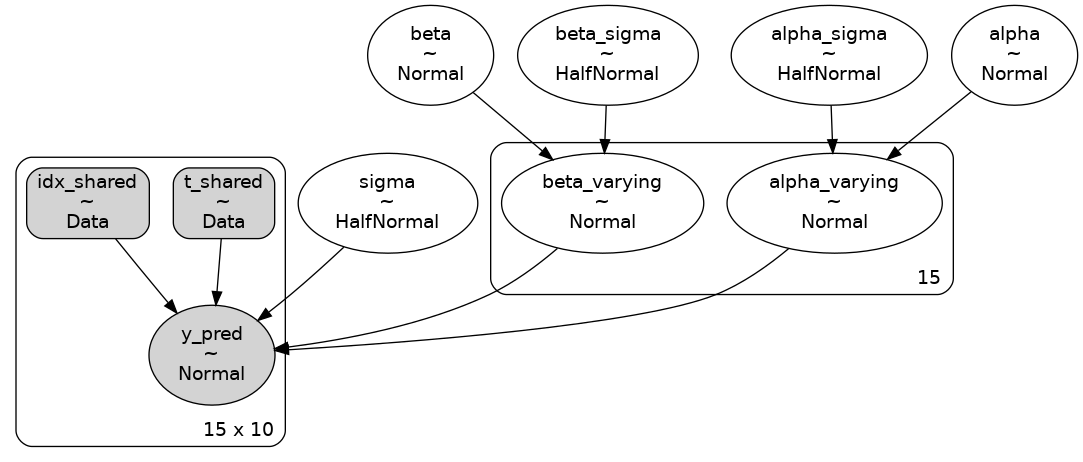 beta
~
Normal
beta_sigma
~
HalfNormal
alpha_sigma
~
HalfNormal
alpha
~
Normal
idx_shared
~
Data
t_shared
~
Data
sigma
~
HalfNormal
beta_varying
~
Normal
alpha_varying
~
Normal
15
y_pred
~
Normal
15 x 10